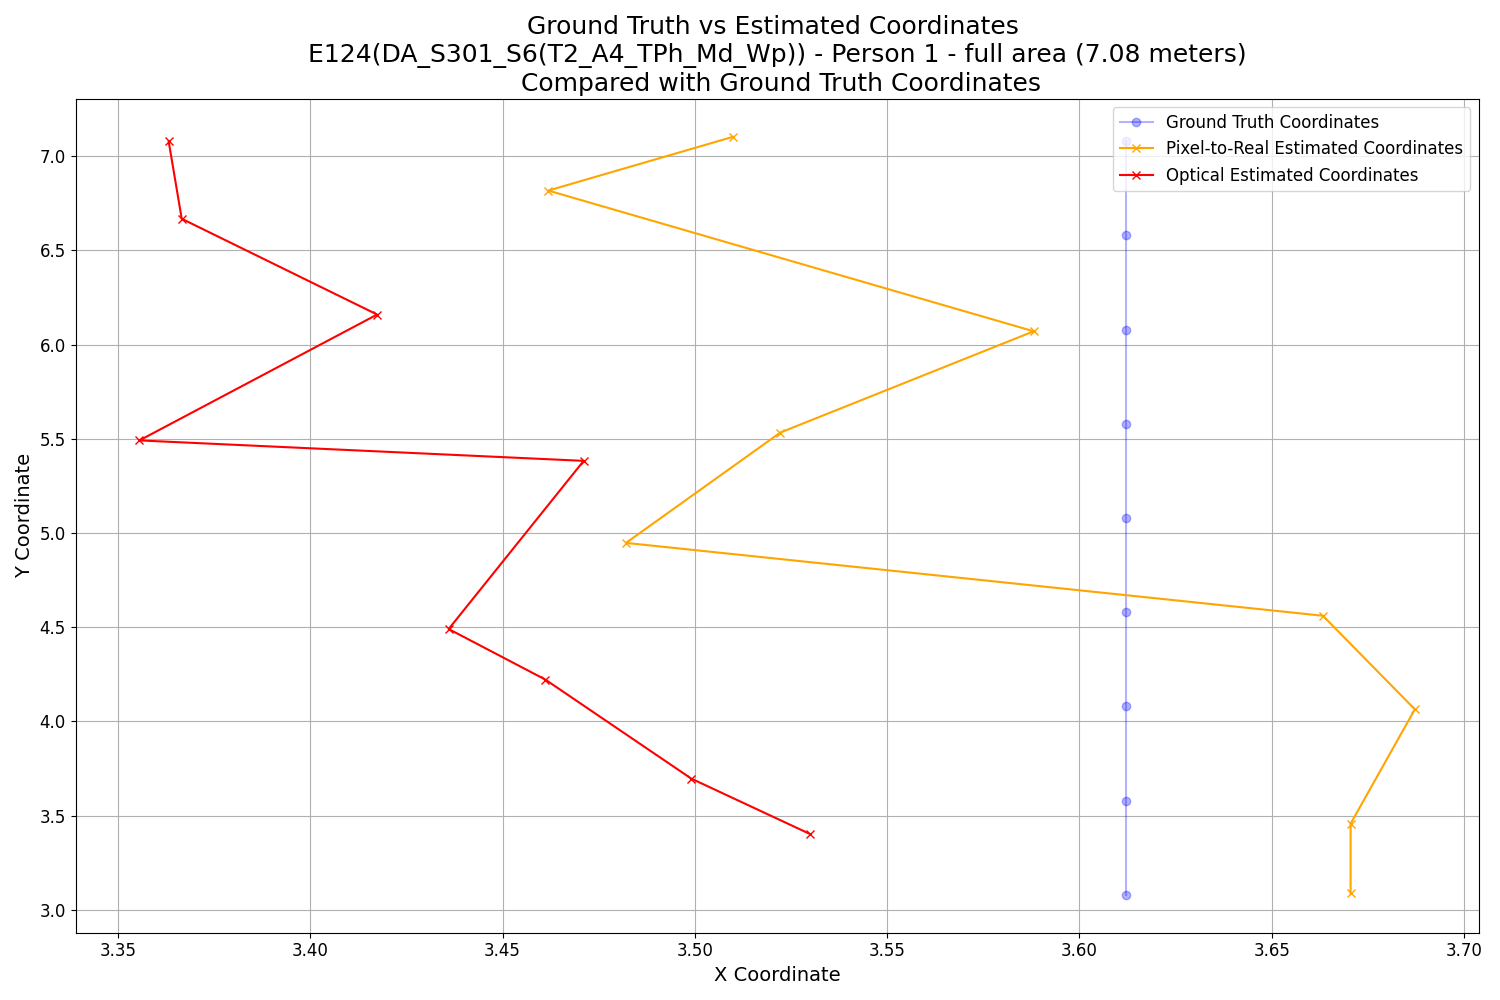 Ground Truth vs Estimated Coordinates
E124(DA_S301_S6(T2_A4_TPh_Md_Wp)) - Person 1 - full area (7.08 meters)
Compared with Ground Truth Coordinates
Ground Truth Coordinates
Pixel-to-Real Estimated Coordinates
Optical Estimated Coordinates
Y Coordinate
7.0
6.5
6.0
5.5
5.0
4.5
4.0
3.5
3.0
3.35 3.40 3.45 3.50 3.55 3.60 3.65 3.70
X Coordinate